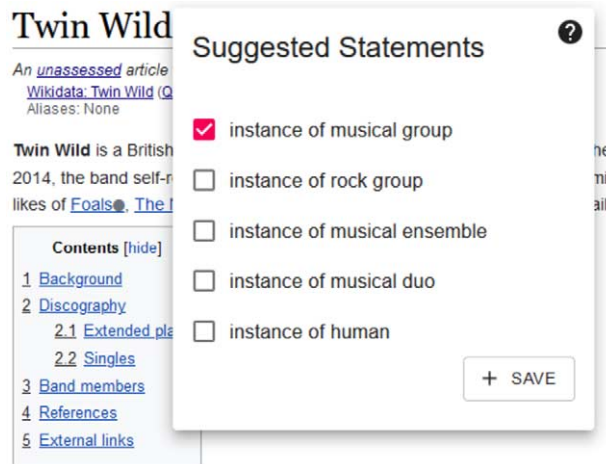 Twin Wild
Suggested Statements
?
An unassessed article
Wikidata: Twin Wild (Q
Aliases: None
instance of musical group
Twin Wild is a British
2014, the band self-r
instance of rock group
likes of Foals, The
instance of musical ensemble
Contents [hide]
1 Background
instance of musical duo
2 Discography
2.1 Extended pla
instance of human
2.2 Singles
3 Band members
+ SAVE
4 References
5 External links